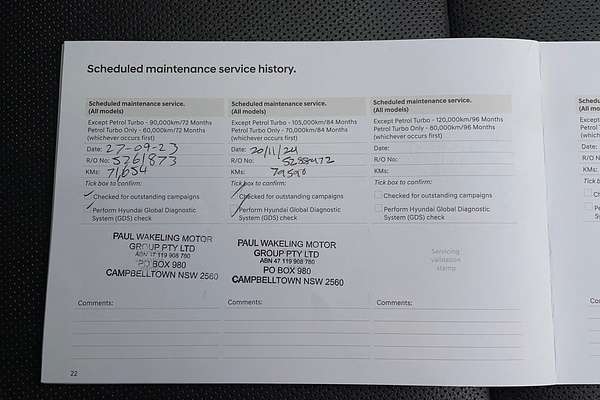 Scheduled maintenance service history.
Scheduled maintenance service.
(All models)
Except Petrol Turbo - 90,000km/72 Months
Petrol Turbo Only - 60,000km/72 Months
(whichever occurs first)
Date: 27-09-23
R/O No: 5261873
KMs: 71,654
Tick box to confirm:
Checked for outstanding campaigns
Perform Hyundai Global Diagnostic
System (GDS) check
PAUL WAKELING MOTOR
GROUP PTY LTD
ABN 47 119 908 780
PO BOX 980
CAMPBELLTOWN NSW 2560
Comments:
Scheduled maintenance service.
(All models)
Except Petrol Turbo - 105,000km/84 Months
Petrol Turbo Only - 70,000km/84 Months
(whichever occurs first)
Date: 20/11/24
R/O No:
KMs: 79590
Tick box to confirm:
Checked for outstanding campaigns
Perform Hyundai Global Diagnostic
System (GDS) check
PAUL WAKELING MOTOR
GROUP PTY LTD
ABN 47 119 908 780
PO BOX 980
CAMPBELLTOWN NSW 2560
Comments:
Scheduled maintenance service.
(All models)
Except Petrol Turbo - 120,000km/96 Months
Petrol Turbo Only - 80,000km/96 Months
(whichever occurs first)
Date:
R/O No:
KMs:
Tick box to confirm:
Checked for outstanding campaigns
Perform Hyundai Global Diagnostic
System (GDS) check
Servicing
validation
stamp
Comments:
22